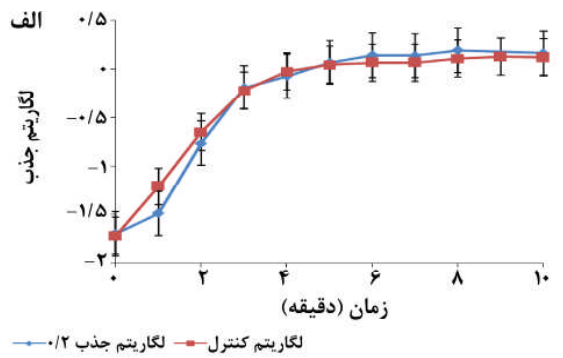 الف
۰/۵
۰
-۰/۵
-۱
-۱/۵
-۲
لگاریتم جذب
۰ ۲ ۴ ۶ ۸ ۱۰
زمان (دقیقه)
لگاریتم کنترل لگاریتم جذب ۰/۲